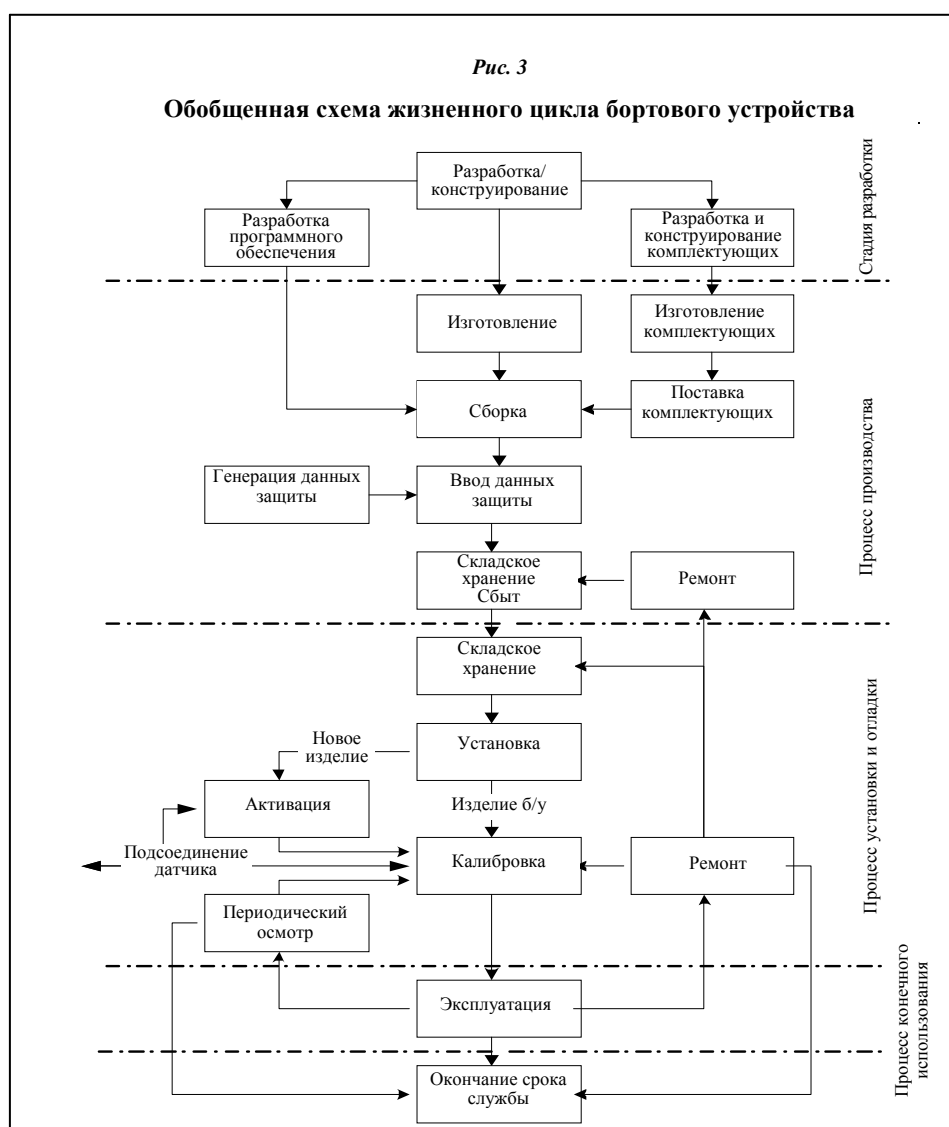 Рис. 3
Обобщенная схема жизненного цикла бортового устройства
Разработка/
конструирование
Разработка
программного
обеспечения
Разработка и
конструирование
комплектующих
Стадия разработки
Изготовление
Изготовление
комплектующих
Сборка
Поставка
комплектующих
Генерация данных
защиты
Ввод данных
защиты
Складское
хранение
Сбыт
Ремонт
Процесс производства
Складское
хранение
Новое
изделие
Установка
Активация
Изделие б/у
Подсоединение
датчика
Калибровка
Ремонт
Периодический
осмотр
Процесс установки и отладки
Эксплуатация
Окончание срока
службы
Процесс конечного
использования